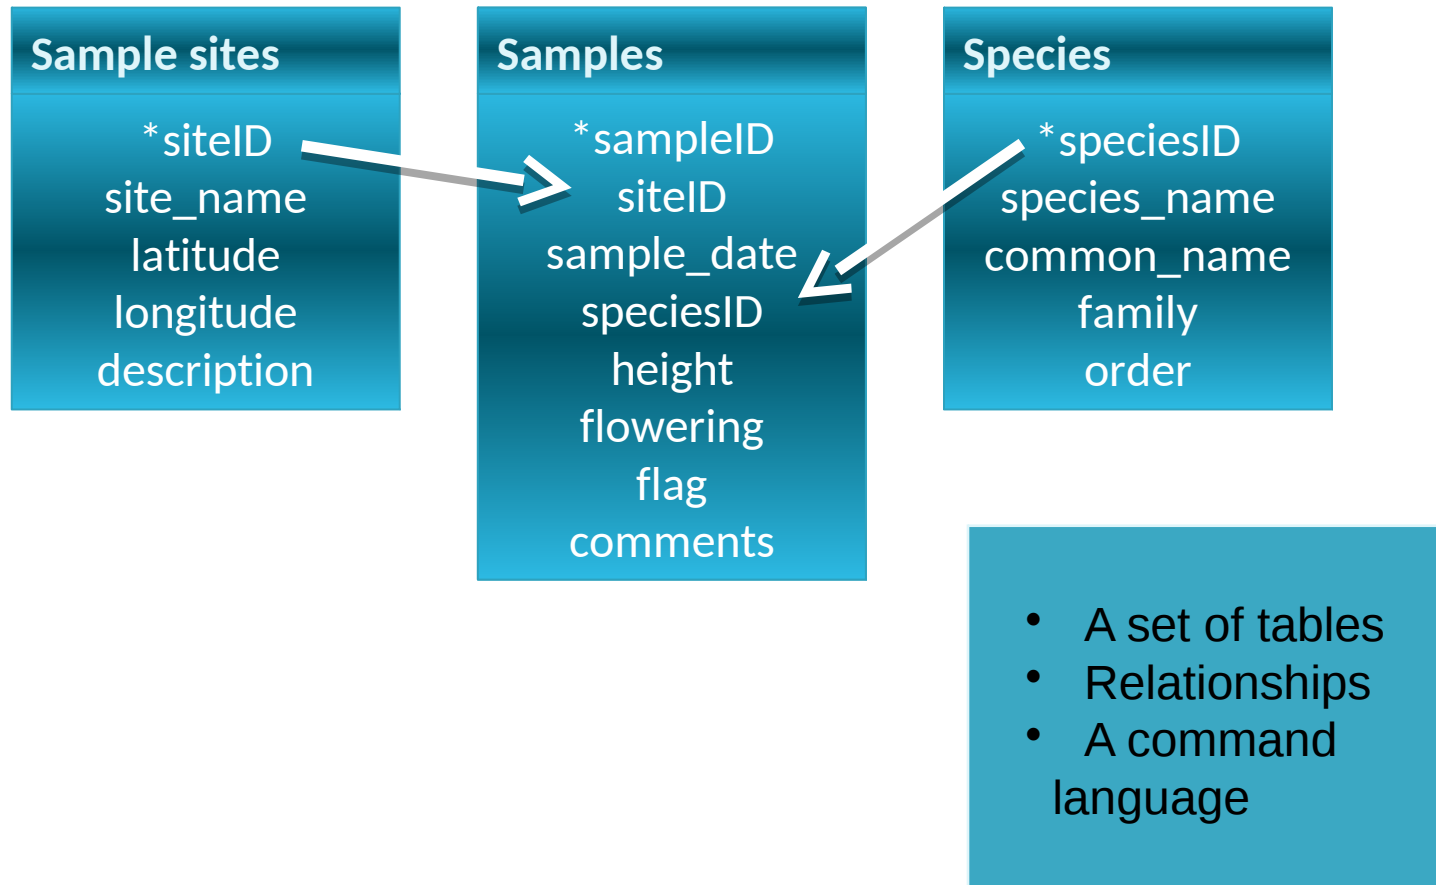 Sample sites
*siteID
site_name
latitude
longitude
description
Samples
*sampleID
siteID
sample_date
speciesID
height
flowering
flag
comments
Species
*speciesID
species_name
common_name
family
order
• A set of tables
• Relationships
• A command
language